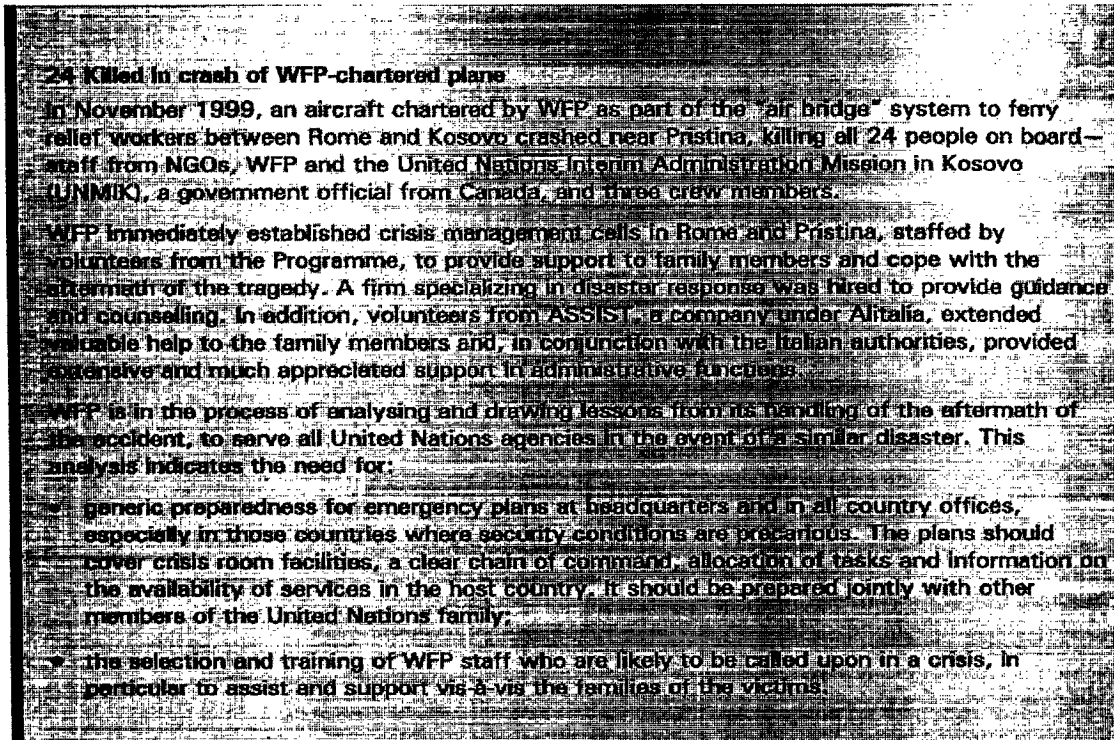 24 Killed in crash of WFP-chartered plane
In November 1999, an aircraft chartered by WFP as part of the "air bridge" system to ferry
relief workers between Rome and Kosovo crashed near Pristina, killing all 24 people on board—
staff from NGOs, WFP and the United Nations Interim Administration Mission in Kosovo
(UNMIK), a government official from Canada, and three crew members.
WFP immediately established crisis management cells in Rome and Pristina, staffed by
volunteers from the Programme, to provide support to family members and cope with the
aftermath of the tragedy. A firm specializing in disaster response was hired to provide guidance
and counselling. In addition, volunteers from ASSIST, a company under Alitalia, extended
valuable help to the family members and, in conjunction with the Italian authorities, provided
extensive and much appreciated support in administrative functions.
WFP is in the process of analysing and drawing lessons from its handling of the aftermath of
the accident, to serve all United Nations agencies in the event of a similar disaster. This
analysis indicates the need for:
• generic preparedness for emergency plans at headquarters and in all country offices,
especially in those countries where security conditions are precarious. The plans should
cover crisis room facilities, a clear chain of command, allocation of tasks and information on
the availability of services in the host country. It should be prepared jointly with other
members of the United Nations family;
• the selection and training of WFP staff who are likely to be called upon in a crisis, in
particular to assist and support vis-à-vis the families of the victims.